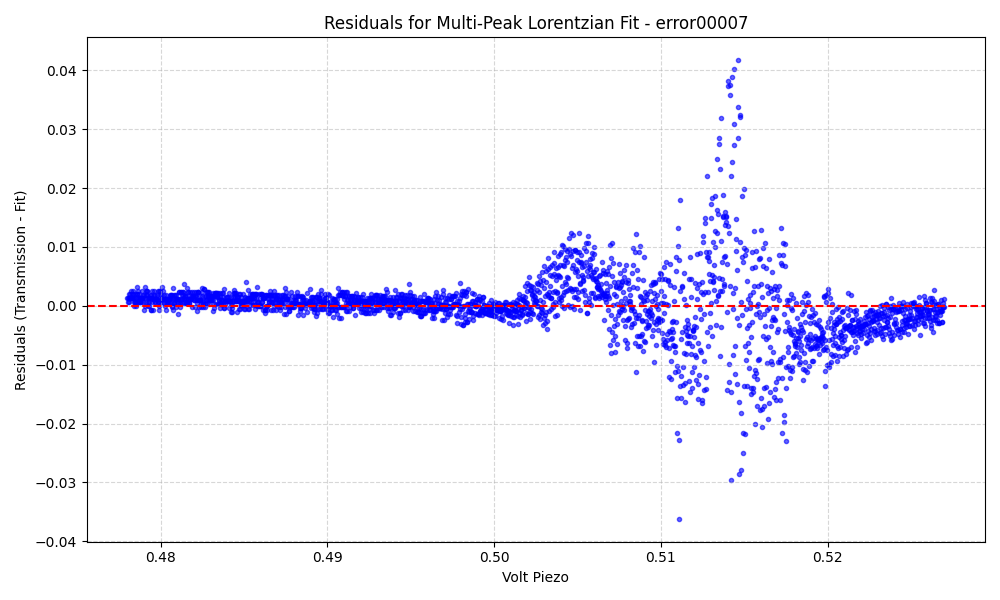 Residuals for Multi-Peak Lorentzian Fit - error00007
Residuals (Transmission - Fit)
0.04
0.03
0.02
0.01
0.00
−0.01
−0.02
−0.03
−0.04
0.48 0.49 0.50 0.51 0.52
Volt Piezo